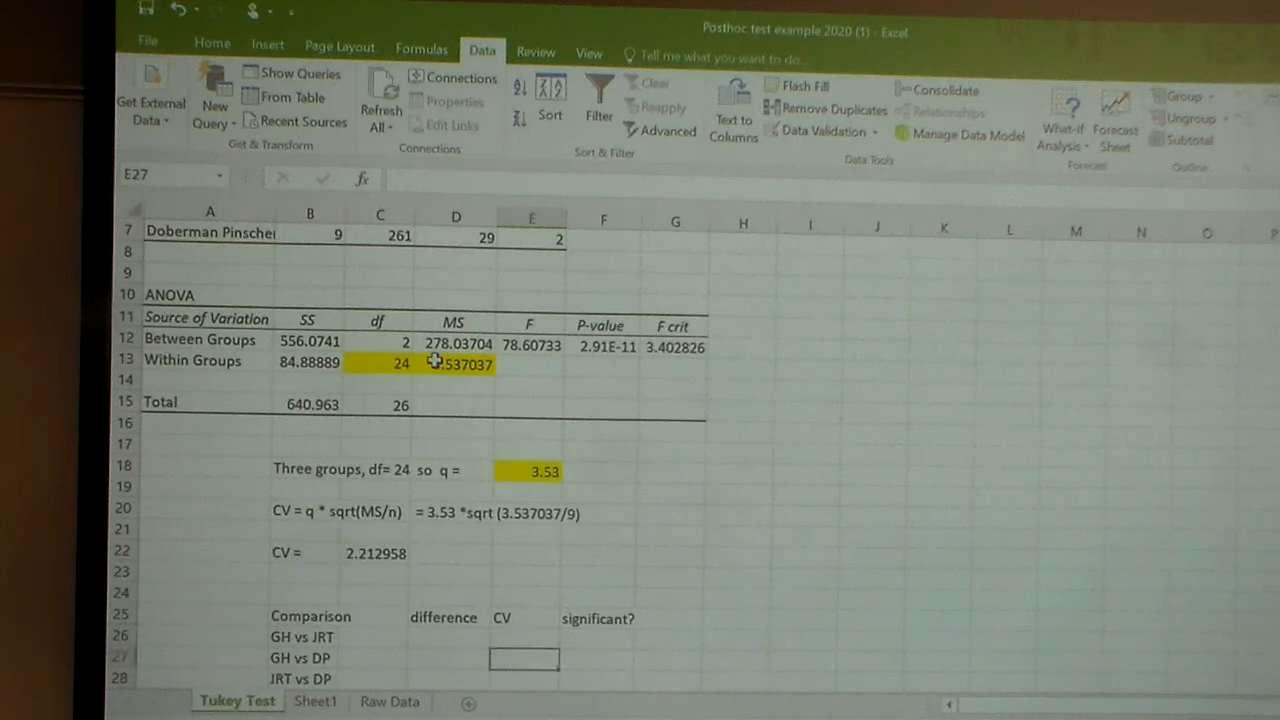 Posthoc test example 2020 (1) - Excel
File Home Insert Page Layout Formulas Data Review View Tell me what you want to do...
Get External Data
New Query
Show Queries
From Table
Recent Sources
Get & Transform
Refresh All
Connections
Properties
Edit Links
Connections
Sort
Filter
Clear
Reapply
Advanced
Sort & Filter
Text to Columns
Flash Fill
Remove Duplicates
Data Validation
Consolidate
Relationships
Manage Data Model
Data Tools
What-If Analysis
Forecast Sheet
Forecast
Group
Ungroup
Subtotal
Outline
E27 fx
A B C D E F G H I J K L M N O P
7 Doberman Pinscher 9 261 29 2
8
9
10 ANOVA
11 Source of Variation SS df MS F P-value F crit
12 Between Groups 556.0741 2 278.03704 78.60733 2.91E-11 3.402826
13 Within Groups 84.88889 24 .537037
14
15 Total 640.963 26
16
17
18 Three groups, df= 24 so q = 3.53
19
20 CV = q * sqrt(MS/n) = 3.53 *sqrt (3.537037/9)
21
22 CV = 2.212958
23
24
25 Comparison difference CV significant?
26 GH vs JRT
27 GH vs DP
28 JRT vs DP
Tukey Test Sheet1 Raw Data